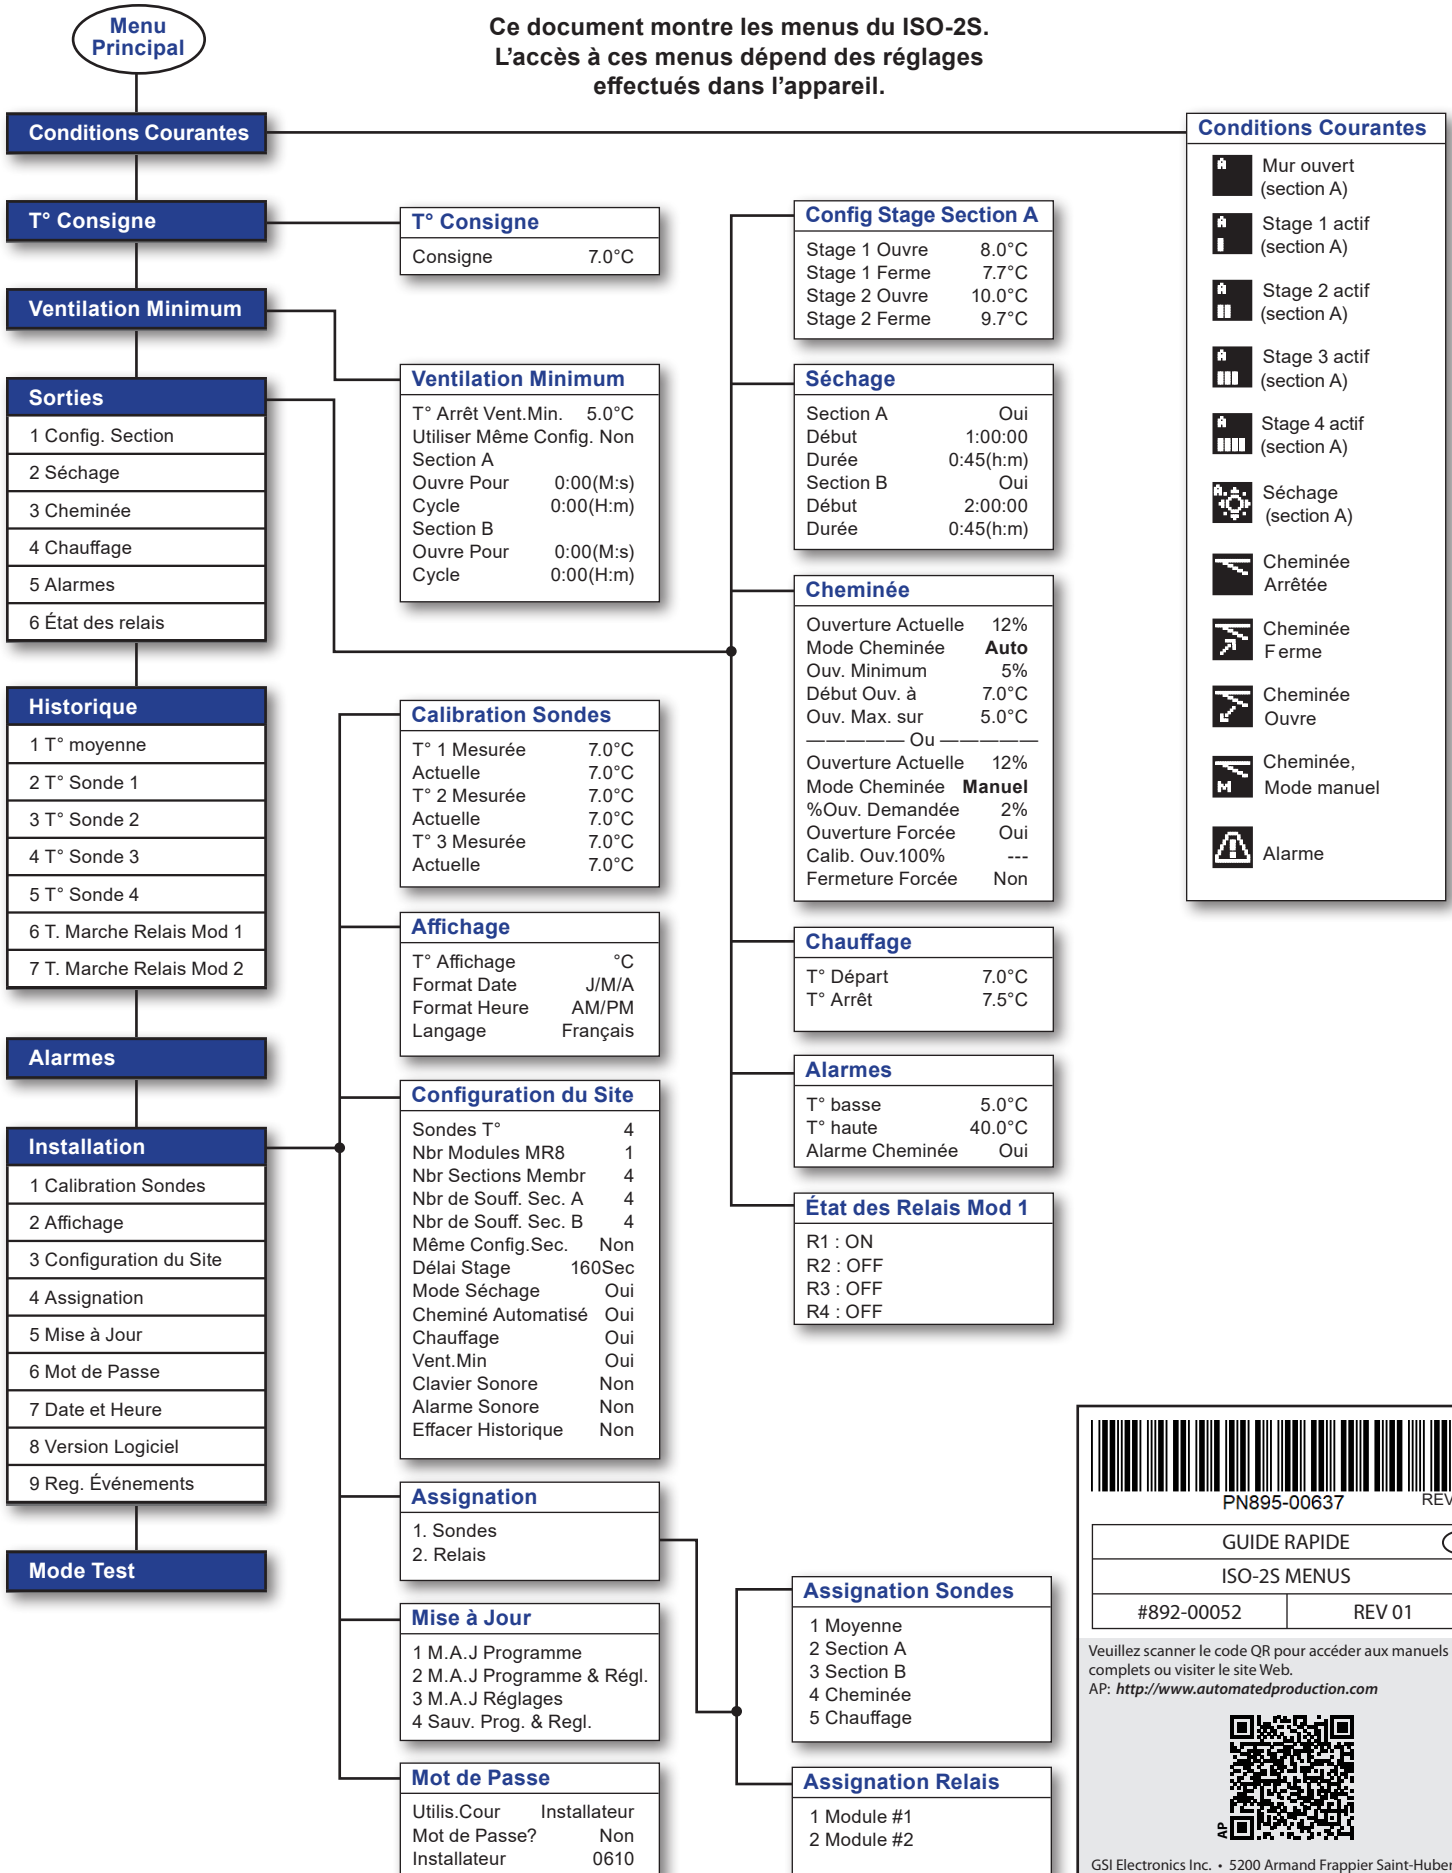 Menu
Principal
Ce document montre les menus du ISO-2S.
L'accès à ces menus dépend des réglages
effectués dans l'appareil.
Conditions Courantes
T° Consigne
Ventilation Minimum
Sorties
1 Config. Section
2 Séchage
3 Cheminée
4 Chauffage
5 Alarmes
6 État des relais
Historique
1 T° moyenne
2 T° Sonde 1
3 T° Sonde 2
4 T° Sonde 3
5 T° Sonde 4
6 T. Marche Relais Mod 1
7 T. Marche Relais Mod 2
Alarmes
Installation
1 Calibration Sondes
2 Affichage
3 Configuration du Site
4 Assignation
5 Mise à Jour
6 Mot de Passe
7 Date et Heure
8 Version Logiciel
9 Reg. Événements
Mode Test
T° Consigne
Consigne 7.0°C
Ventilation Minimum
T° Arrêt Vent.Min. 5.0°C
Utiliser Même Config. Non
Section A
Ouvre Pour 0:00(M:s)
Cycle 0:00(H:m)
Section B
Ouvre Pour 0:00(M:s)
Cycle 0:00(H:m)
Calibration Sondes
T° 1 Mesurée 7.0°C
Actuelle 7.0°C
T° 2 Mesurée 7.0°C
Actuelle 7.0°C
T° 3 Mesurée 7.0°C
Actuelle 7.0°C
Affichage
T° Affichage °C
Format Date J/M/A
Format Heure AM/PM
Langage Français
Configuration du Site
Sondes T° 4
Nbr Modules MR8 1
Nbr Sections Membr 4
Nbr de Souff. Sec. A 4
Nbr de Souff. Sec. B 4
Même Config.Sec. Non
Délai Stage 160Sec
Mode Séchage Oui
Cheminé Automatisé Oui
Chauffage Oui
Vent.Min Oui
Clavier Sonore Non
Alarme Sonore Non
Effacer Historique Non
Assignation
1. Sondes
2. Relais
Mise à Jour
1 M.A.J Programme
2 M.A.J Programme & Régl.
3 M.A.J Réglages
4 Sauv. Prog. & Regl.
Mot de Passe
Utilis.Cour Installateur
Mot de Passe? Non
Installateur 0610
Config Stage Section A
Stage 1 Ouvre 8.0°C
Stage 1 Ferme 7.7°C
Stage 2 Ouvre 10.0°C
Stage 2 Ferme 9.7°C
Séchage
Section A Oui
Début 1:00:00
Durée 0:45(h:m)
Section B Oui
Début 2:00:00
Durée 0:45(h:m)
Cheminée
Ouverture Actuelle 12%
Mode Cheminée Auto
Ouv. Minimum 5%
Début Ouv. à 7.0°C
Ouv. Max. sur 5.0°C
————— Ou —————
Ouverture Actuelle 12%
Mode Cheminée Manuel
%Ouv. Demandée 2%
Ouverture Forcée Oui
Calib. Ouv.100% ---
Fermeture Forcée Non
Chauffage
T° Départ 7.0°C
T° Arrêt 7.5°C
Alarmes
T° basse 5.0°C
T° haute 40.0°C
Alarme Cheminée Oui
État des Relais Mod 1
R1 : ON
R2 : OFF
R3 : OFF
R4 : OFF
Assignation Sondes
1 Moyenne
2 Section A
3 Section B
4 Cheminée
5 Chauffage
Assignation Relais
1 Module #1
2 Module #2
Conditions Courantes
A Mur ouvert
(section A)
A Stage 1 actif
(section A)
A Stage 2 actif
(section A)
A Stage 3 actif
(section A)
A Stage 4 actif
(section A)
A Séchage
(section A)
Cheminée
Arrêtée
Cheminée
Ferme
Cheminée
Ouvre
Cheminée,
M Mode manuel
Alarme
PN895-00637 REV
GUIDE RAPIDE
ISO-2S MENUS
#892-00052 REV 01
Veuillez scanner le code QR pour accéder aux manuels
complets ou visiter le site Web.
AP: http://www.automatedproduction.com
AP
GSI Electronics Inc. • 5200 Armand Frappier Saint-Huber